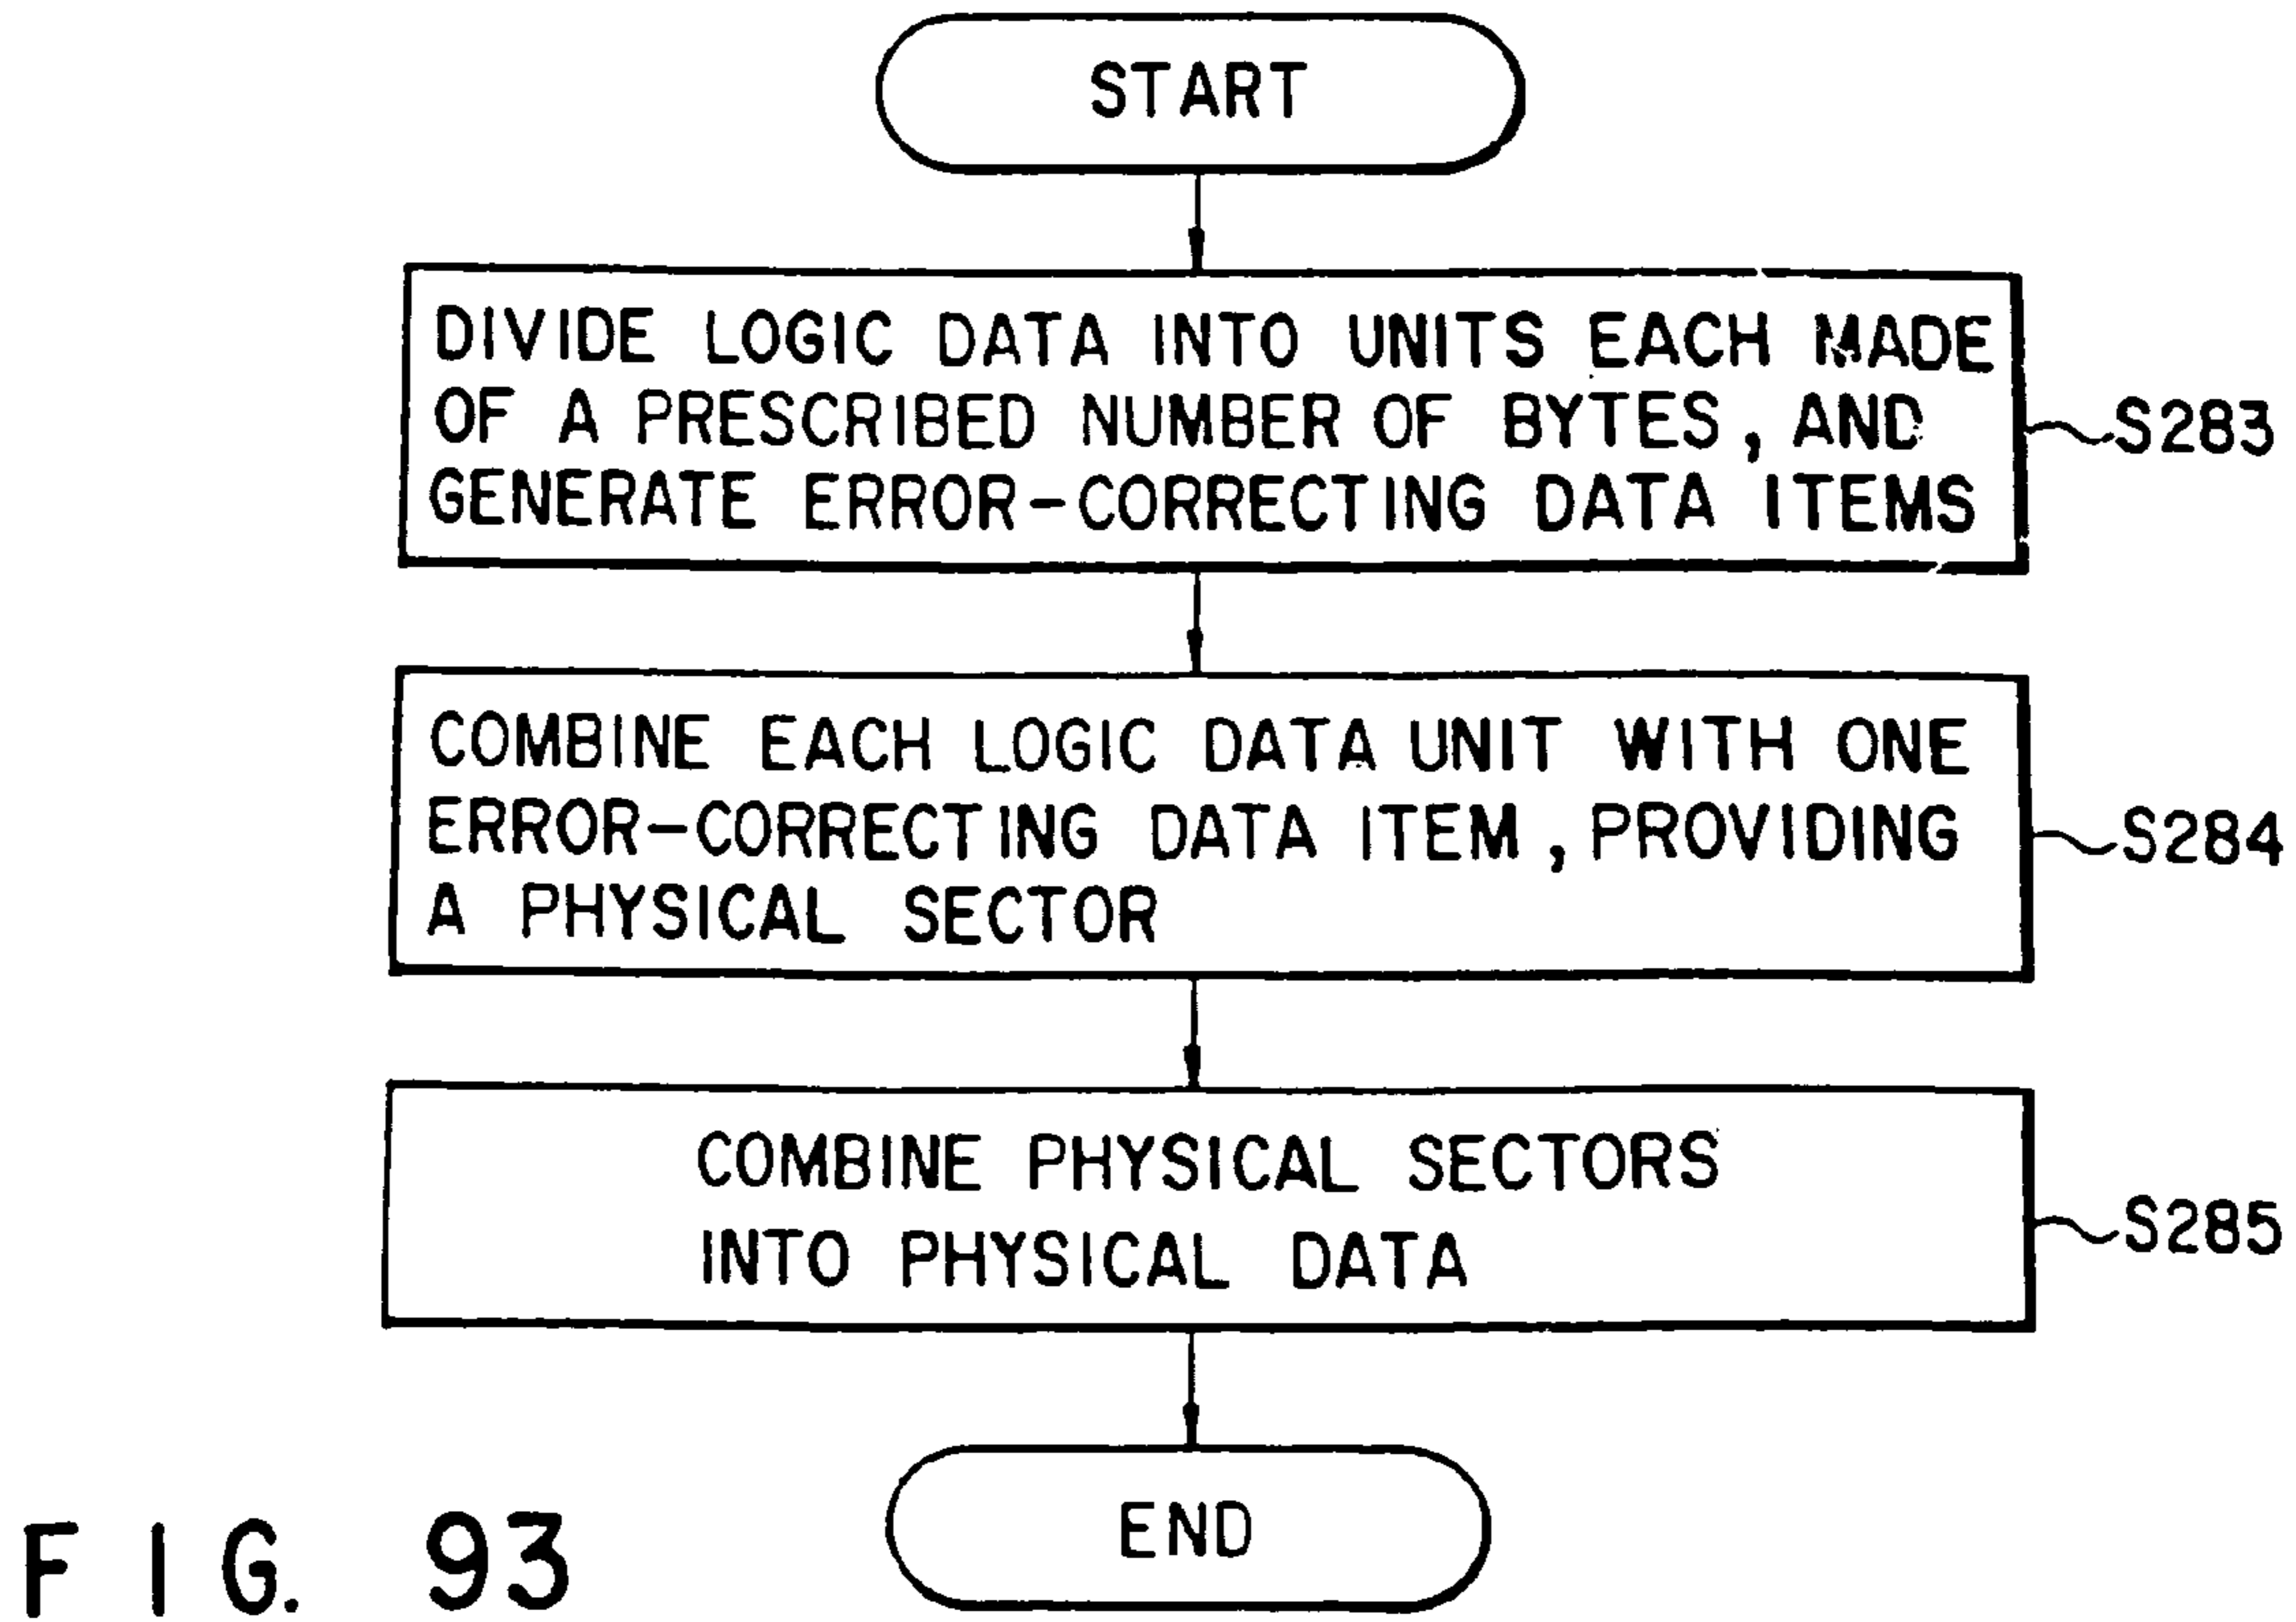 START
DIVIDE LOGIC DATA INTO UNITS EACH MADE
OF A PRESCRIBED NUMBER OF BYTES, AND
GENERATE ERROR-CORRECTING DATA ITEMS
S283
COMBINE EACH LOGIC DATA UNIT WITH ONE
ERROR-CORRECTING DATA ITEM, PROVIDING
A PHYSICAL SECTOR
S284
COMBINE PHYSICAL SECTORS
INTO PHYSICAL DATA
S285
END
FIG. 93